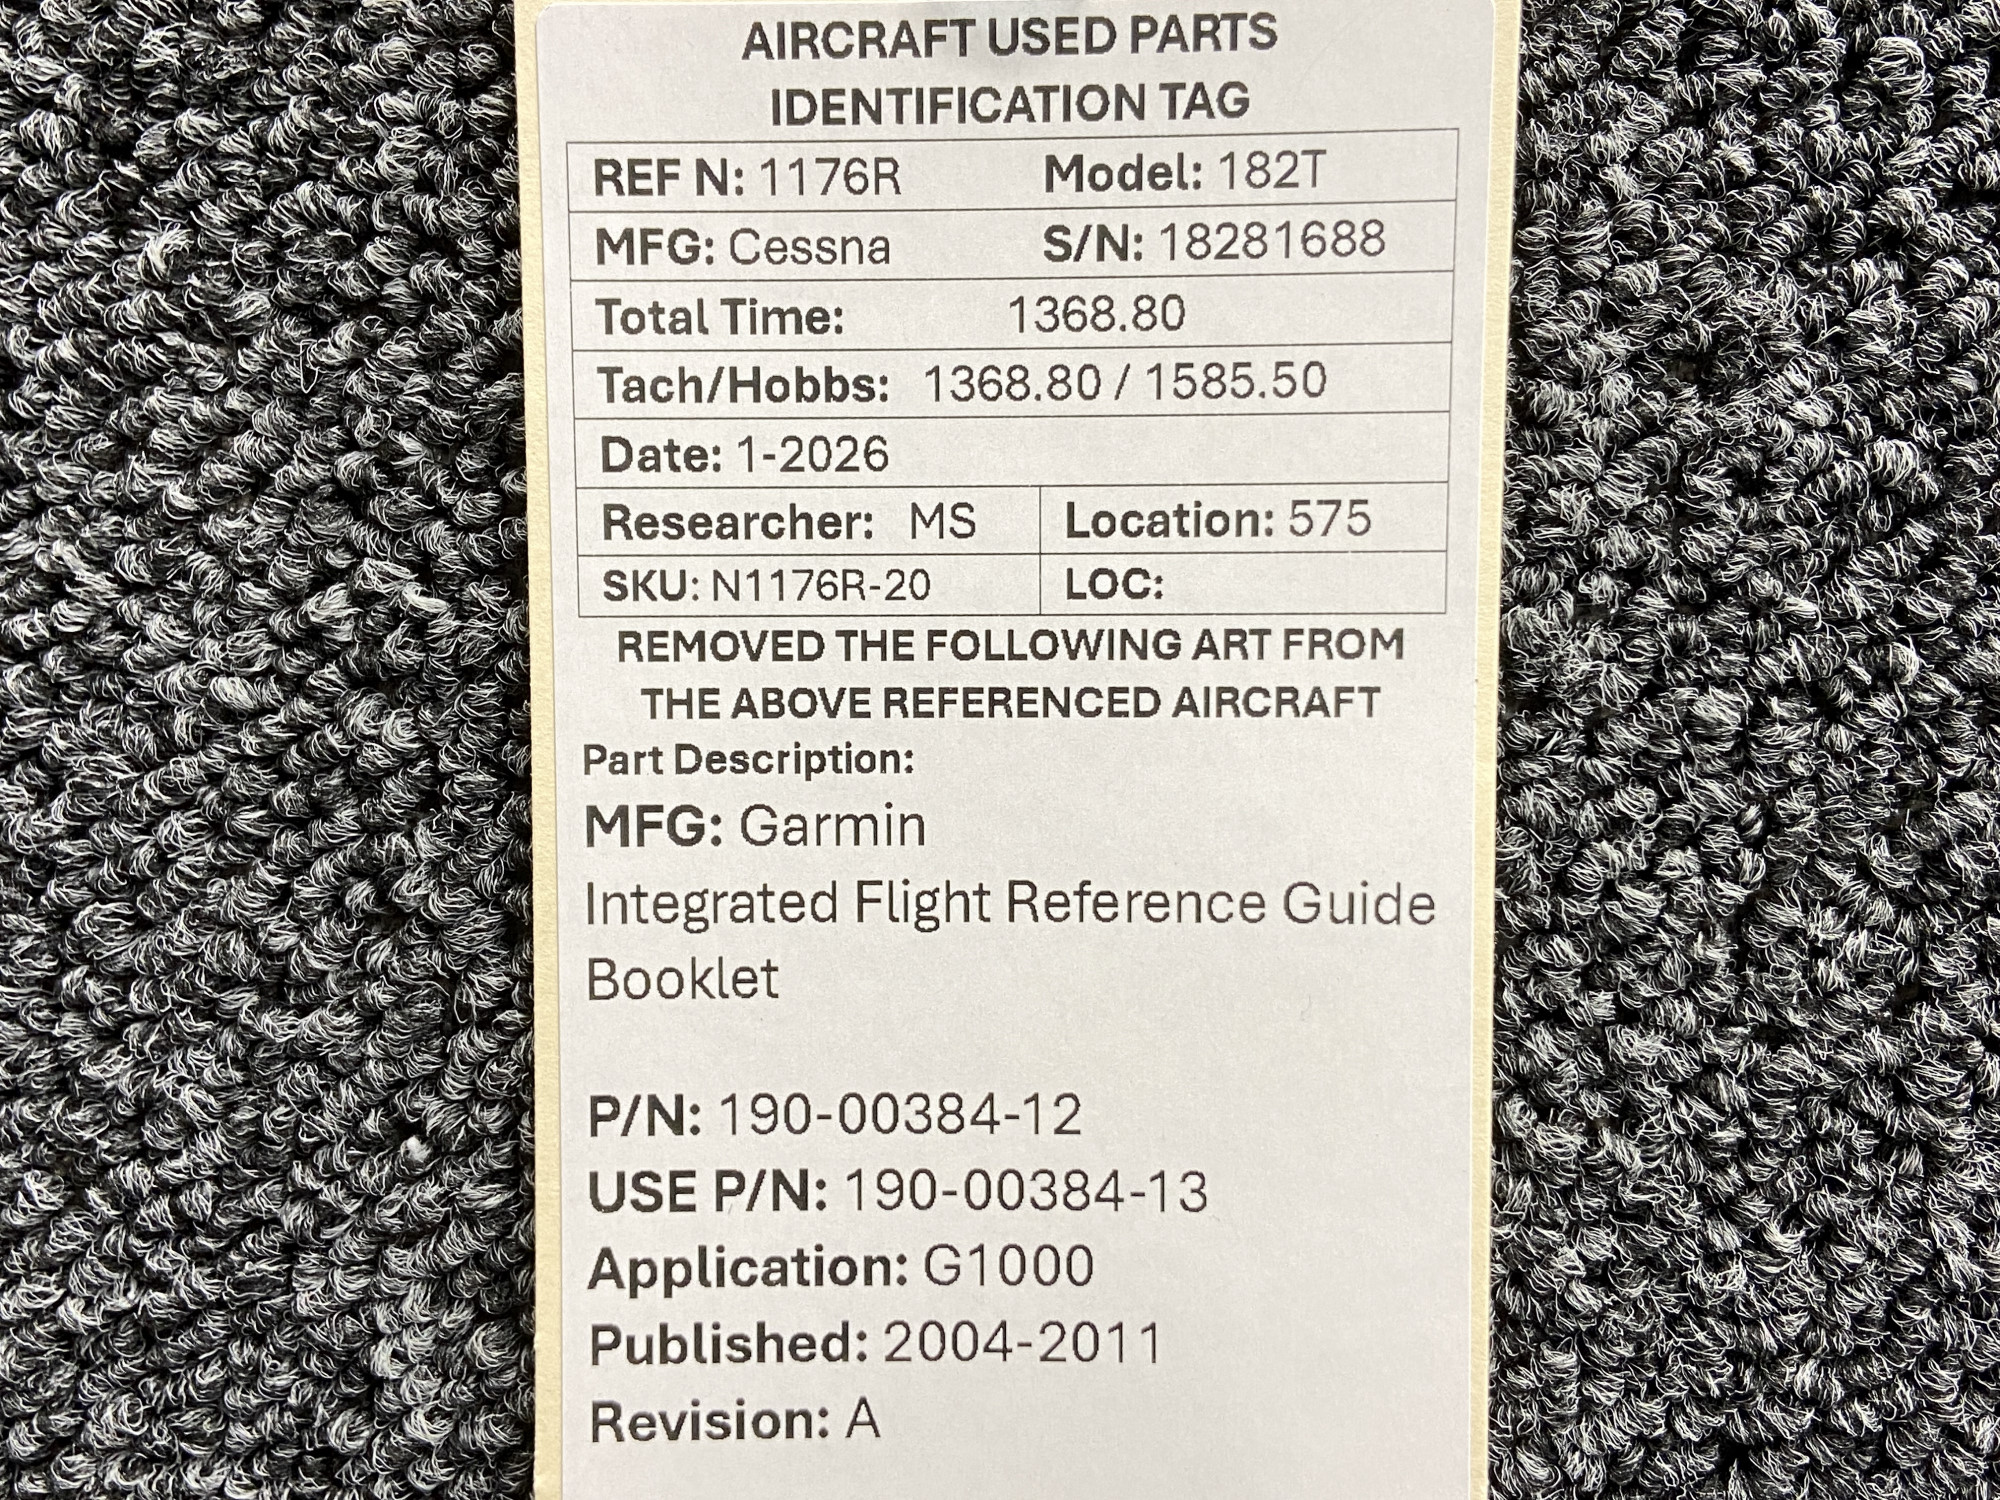 AIRCRAFT USED PARTS
IDENTIFICATION TAG
REF N: 1176R Model: 182T
MFG: Cessna S/N: 18281688
Total Time: 1368.80
Tach/Hobbs: 1368.80 / 1585.50
Date: 1-2026
Researcher: MS Location: 575
SKU: N1176R-20 LOC:
REMOVED THE FOLLOWING ART FROM
THE ABOVE REFERENCED AIRCRAFT
Part Description:
MFG: Garmin
Integrated Flight Reference Guide
Booklet
P/N: 190-00384-12
USE P/N: 190-00384-13
Application: G1000
Published: 2004-2011
Revision: A